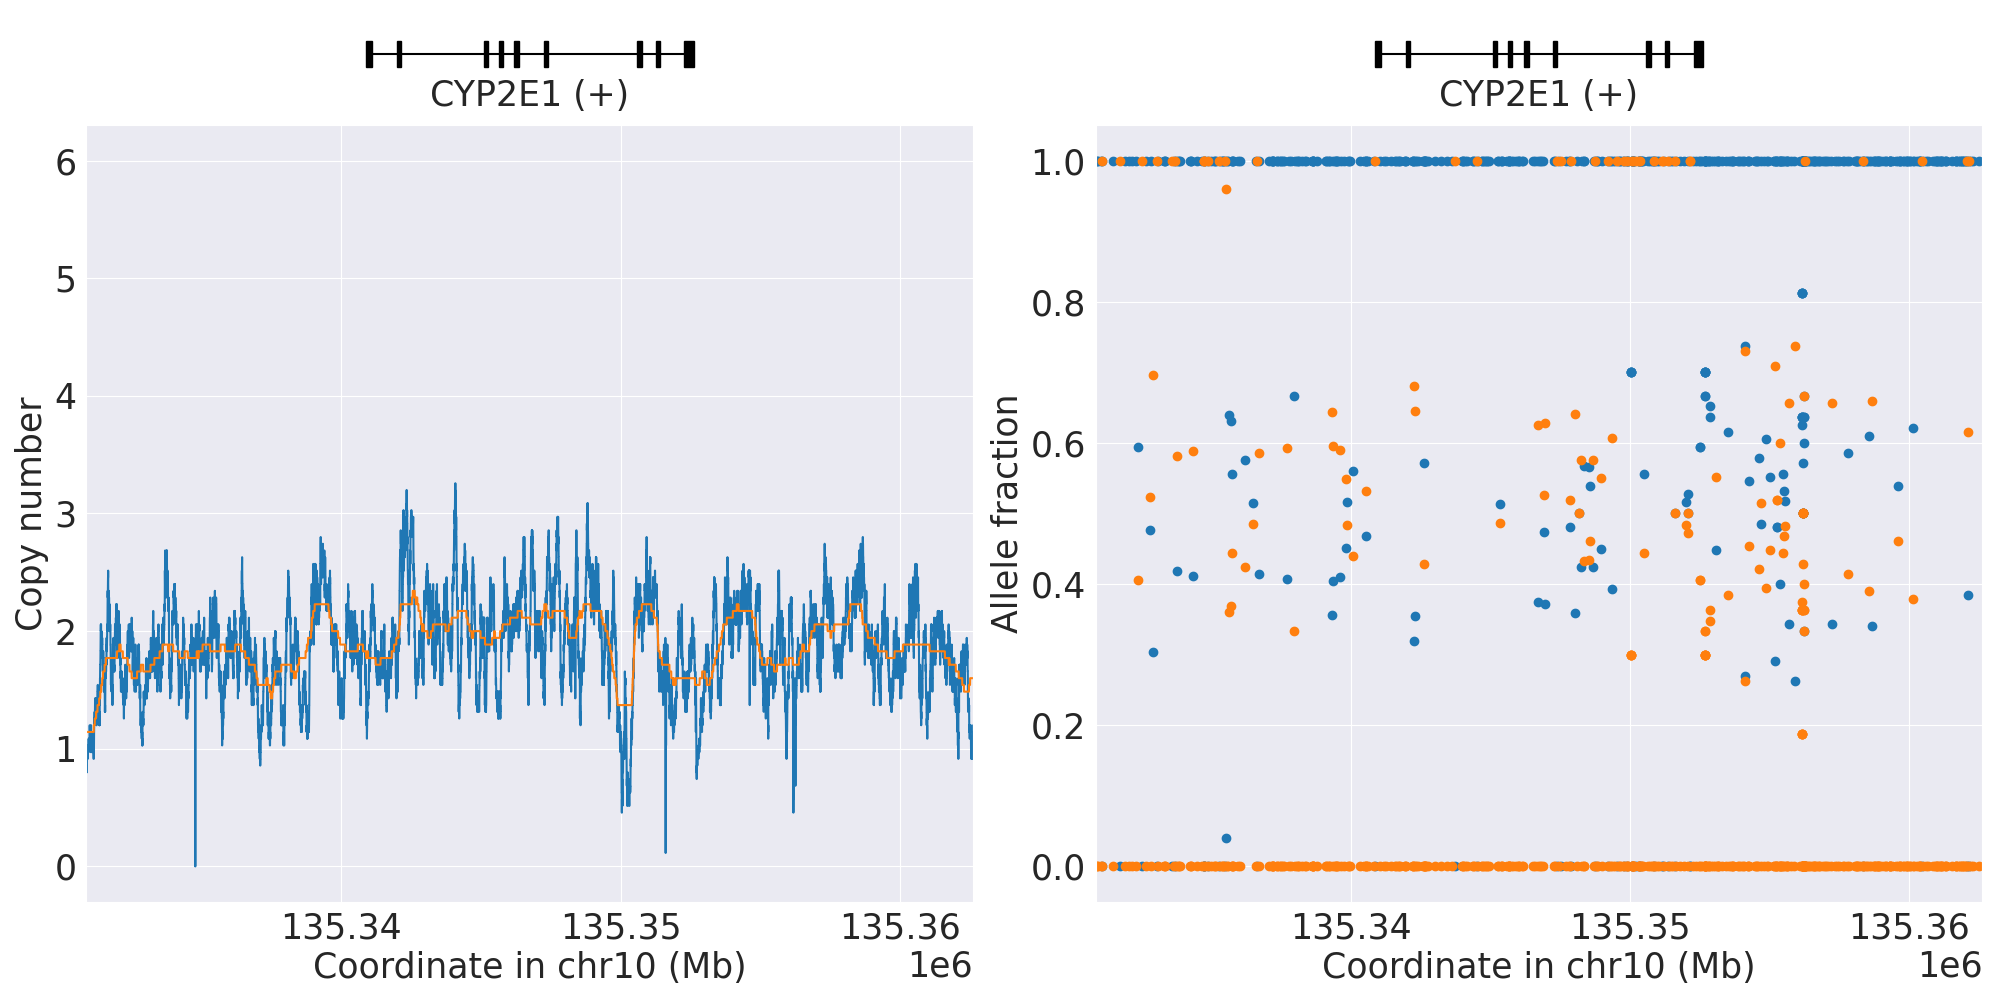 CYP2E1 (+)
6
5
4
3
2
1
0
Copy number
135.34 135.35 135.36
Coordinate in chr10 (Mb)
1e6
CYP2E1 (+)
1.0
0.8
0.6
0.4
0.2
0.0
Allele fraction
135.34 135.35 135.36
Coordinate in chr10 (Mb)
1e6